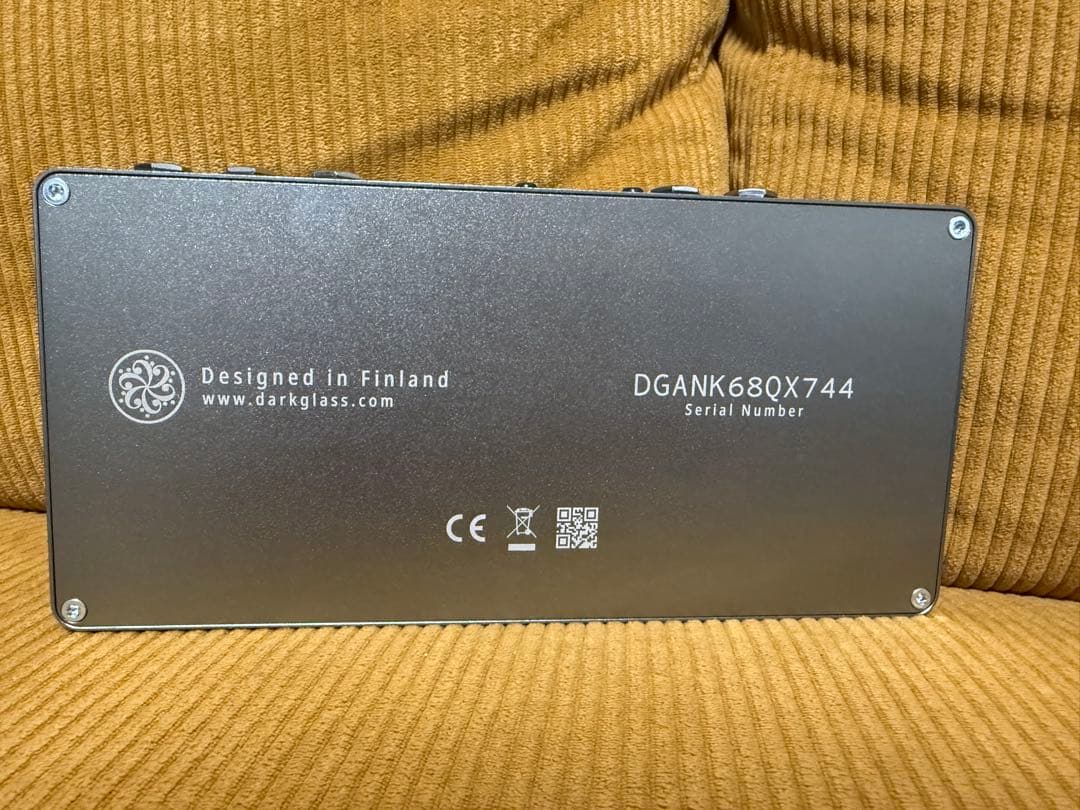 Designed in Finland
www.darkglass.com
DGANK68QX744
Serial Number
CE